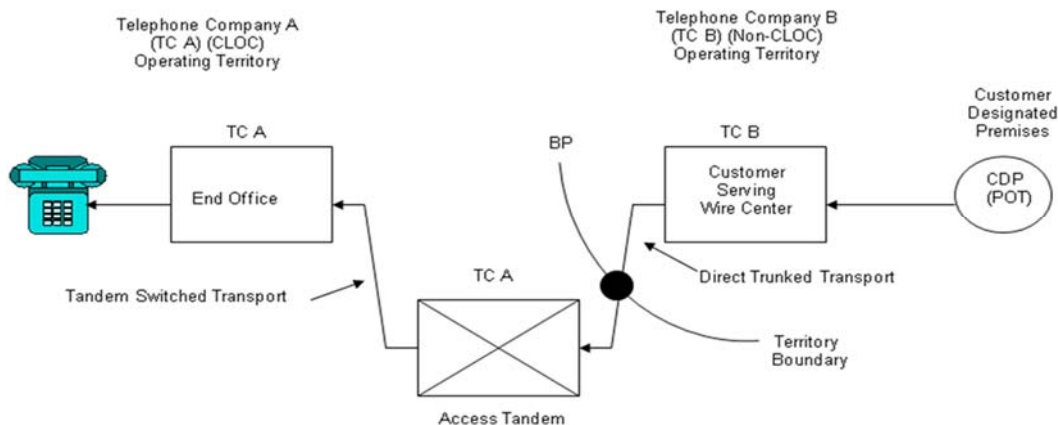 Telephone Company A
(TC A) (CLOC)
Operating Territory
Telephone Company B
(TC B) (Non-CLOC)
Operating Territory
Customer
Designated
Premises
TC A
End Office
BP
TC B
Customer
Serving
Wire Center
CDP
(POT)
Tandem Switched Transport
TC A
Direct Trunked Transport
Territory
Boundary
Access Tandem